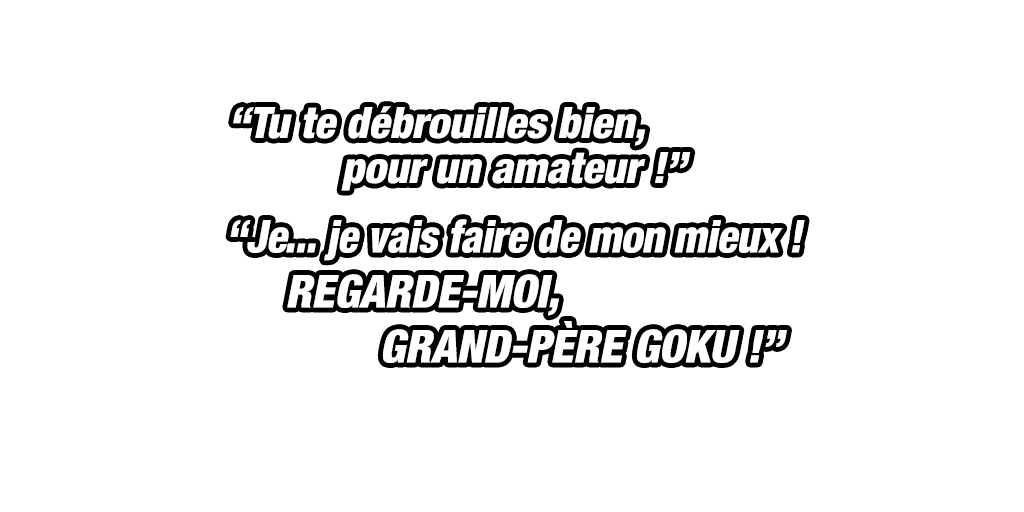 “Tu te débrouilles bien,
pour un amateur !”
“Je... je vais faire de mon mieux !
REGARDE-MOI,
GRAND-PÈRE GOKU !”